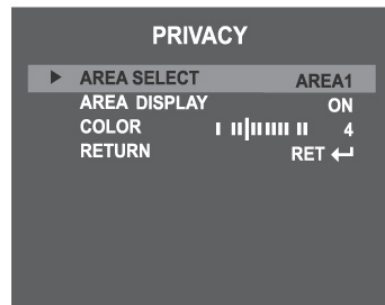 PRIVACY
AREA SELECT AREA1
AREA DISPLAY ON
COLOR 4
RETURN RET ↵